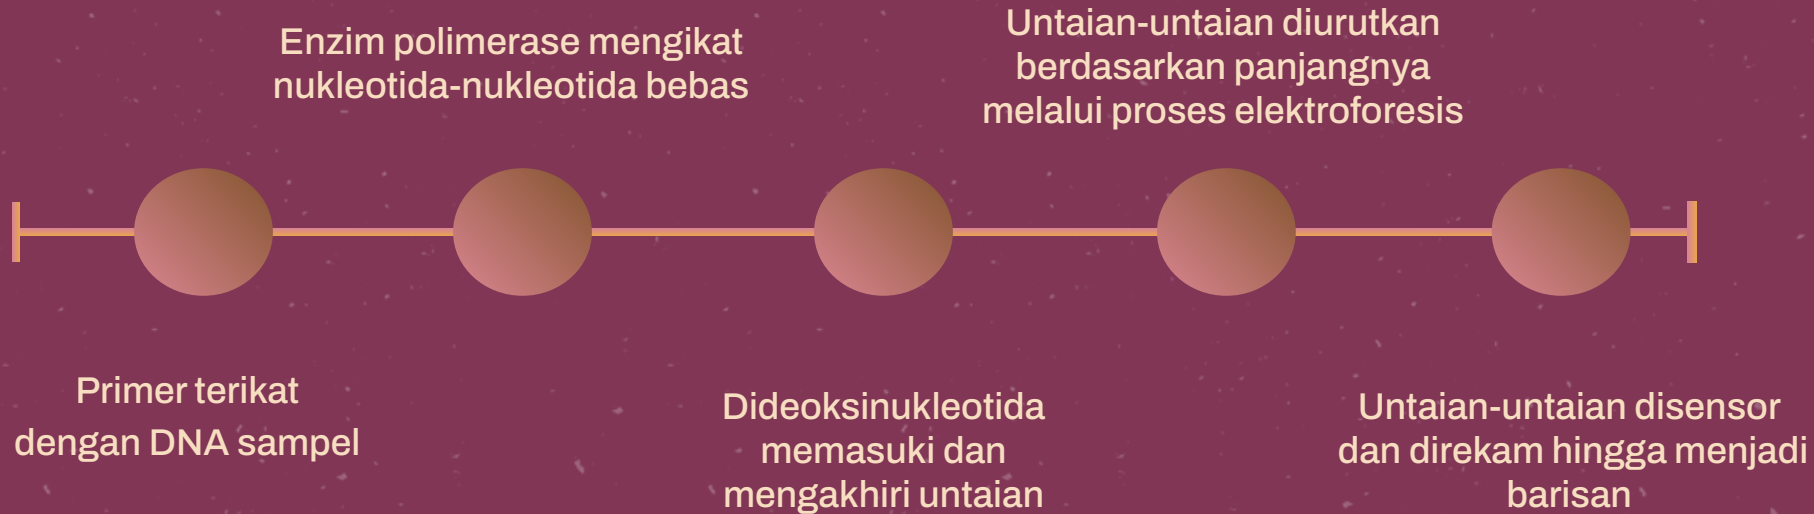 Primer terikat
dengan DNA sampel
Enzim polimerase mengikat
nukleotida-nukleotida bebas
Dideoksinukleotida
memasuki dan
mengakhiri untaian
Untaian-untaian diurutkan
berdasarkan panjangnya
melalui proses elektroforesis
Untaian-untaian disensor
dan direkam hingga menjadi
barisan